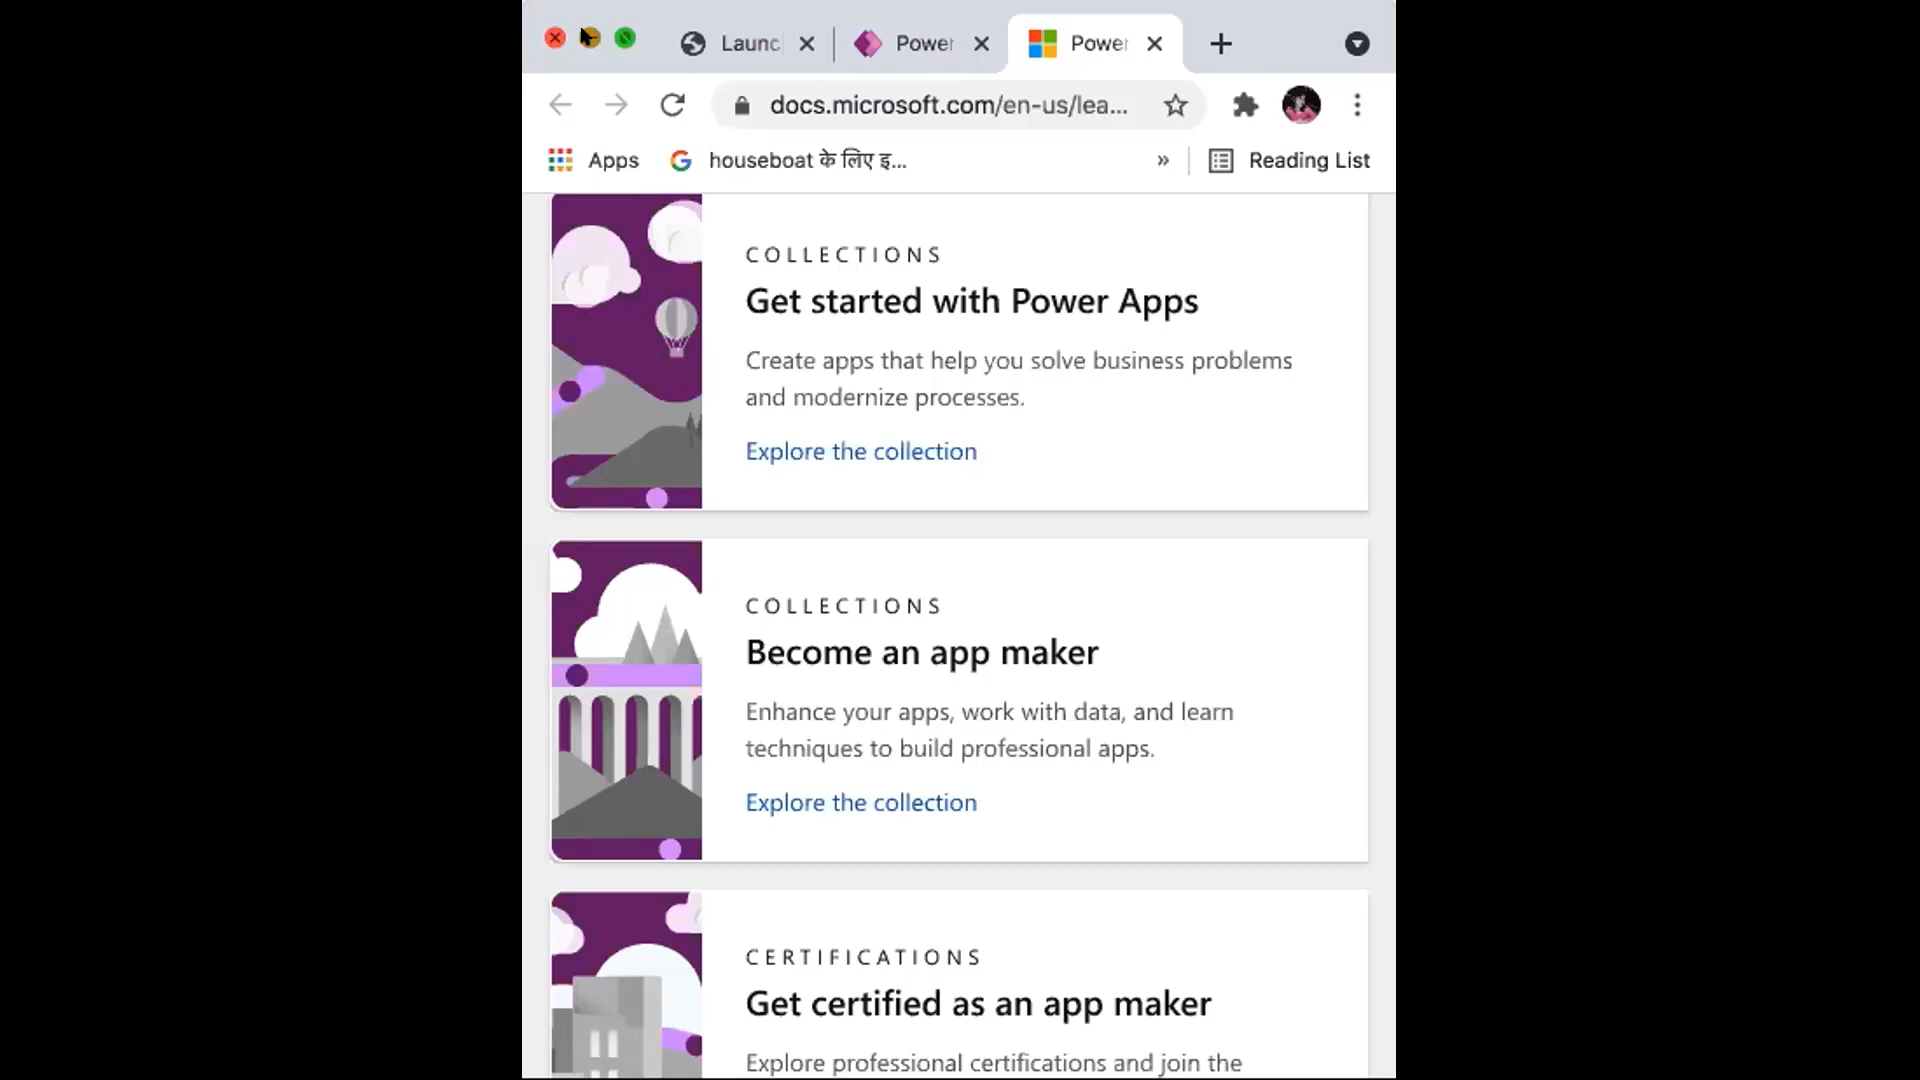 Launc
Power
Power
docs.microsoft.com/en-us/lea...
Apps
houseboat के लिए इ...
»
Reading List
COLLECTIONS
Get started with Power Apps
Create apps that help you solve business problems
and modernize processes.
Explore the collection
COLLECTIONS
Become an app maker
Enhance your apps, work with data, and learn
techniques to build professional apps.
Explore the collection
CERTIFICATIONS
Get certified as an app maker
Explore professional certifications and join the